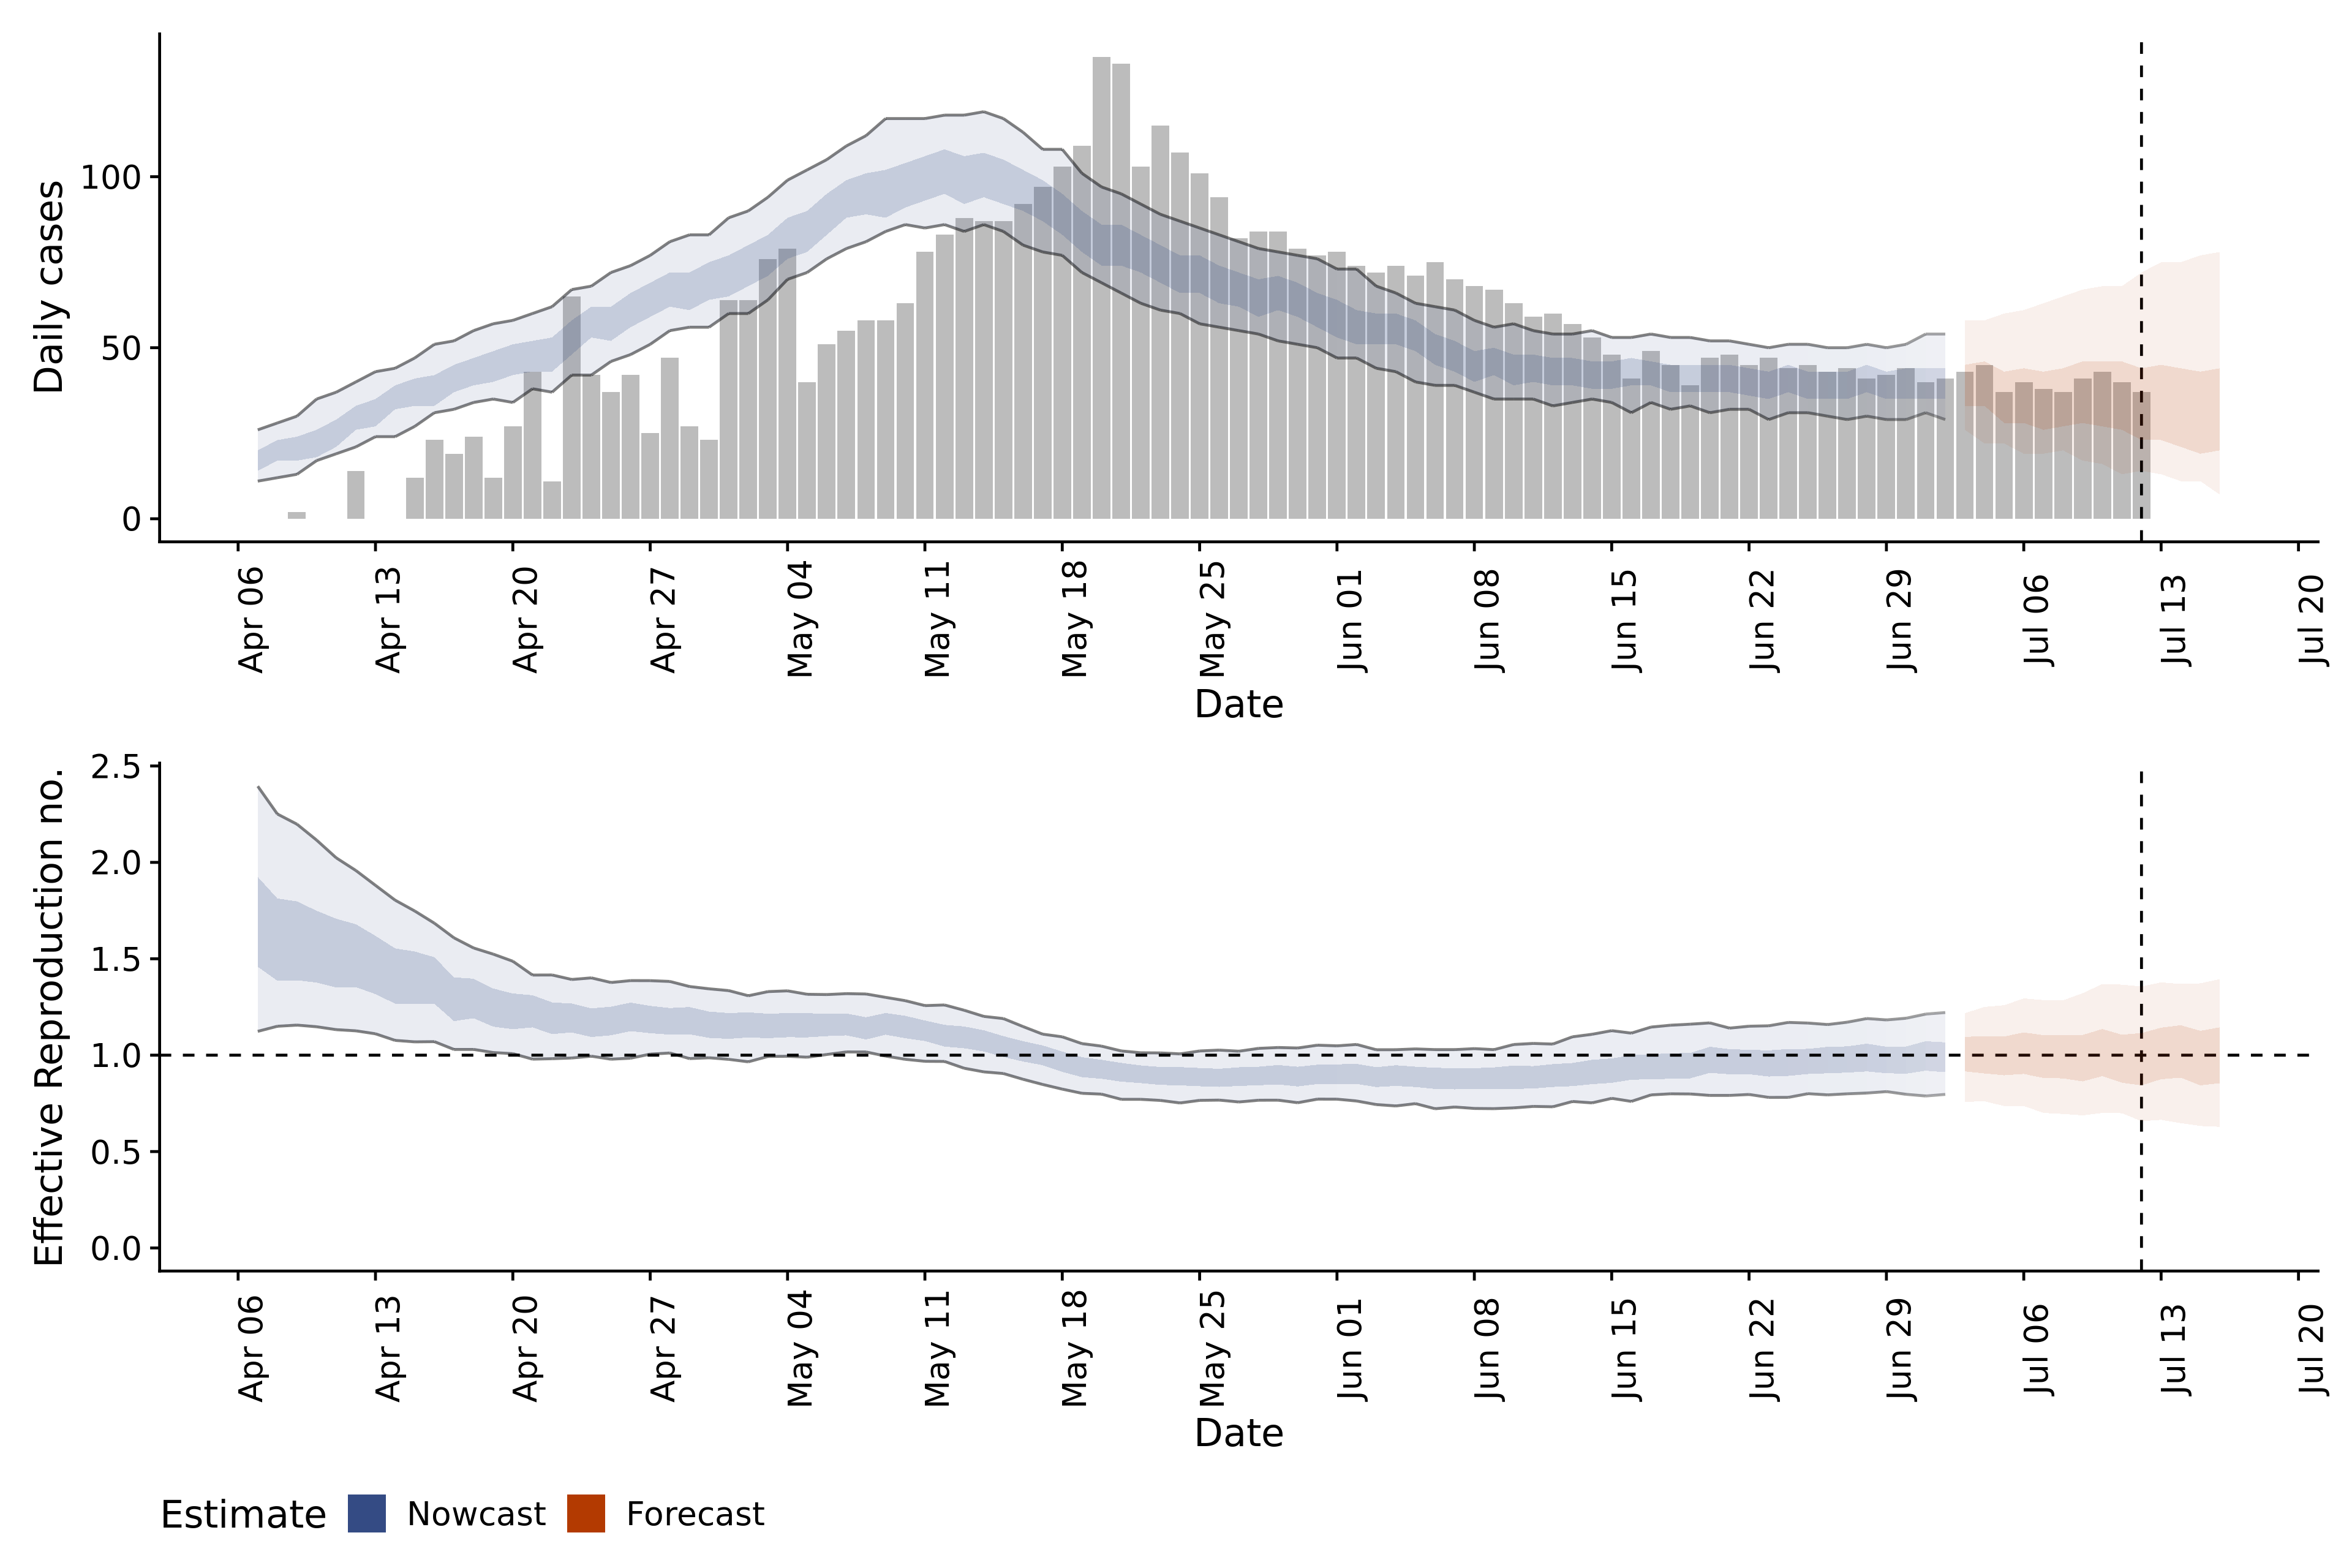 Daily cases
100
50
0
Apr 06
Apr 13
Apr 20
Apr 27
May 04
May 11
May 18
May 25
Jun 01
Jun 08
Jun 15
Jun 22
Jun 29
Jul 06
Jul 13
Jul 20
Date
Effective Reproduction no.
2.5
2.0
1.5
1.0
0.5
0.0
Apr 06
Apr 13
Apr 20
Apr 27
May 04
May 11
May 18
May 25
Jun 01
Jun 08
Jun 15
Jun 22
Jun 29
Jul 06
Jul 13
Jul 20
Date
Estimate Nowcast Forecast